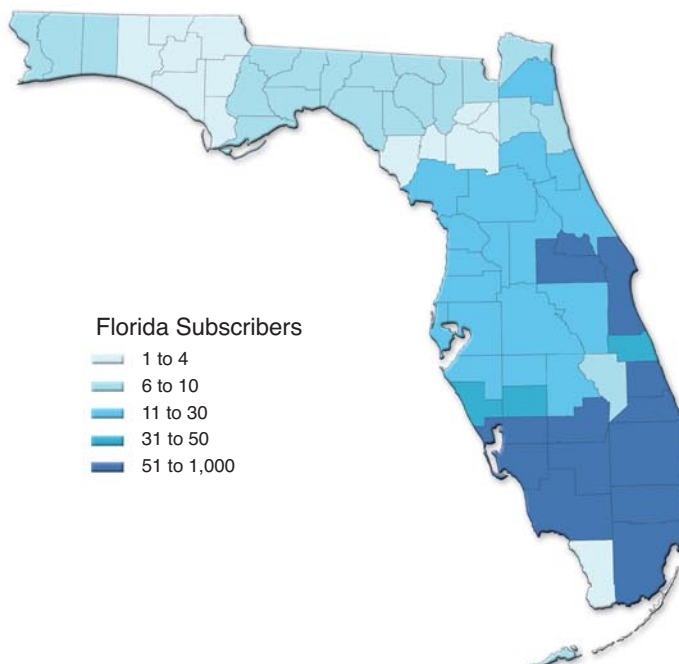 Florida Subscribers
1 to 4
6 to 10
11 to 30
31 to 50
51 to 1,000